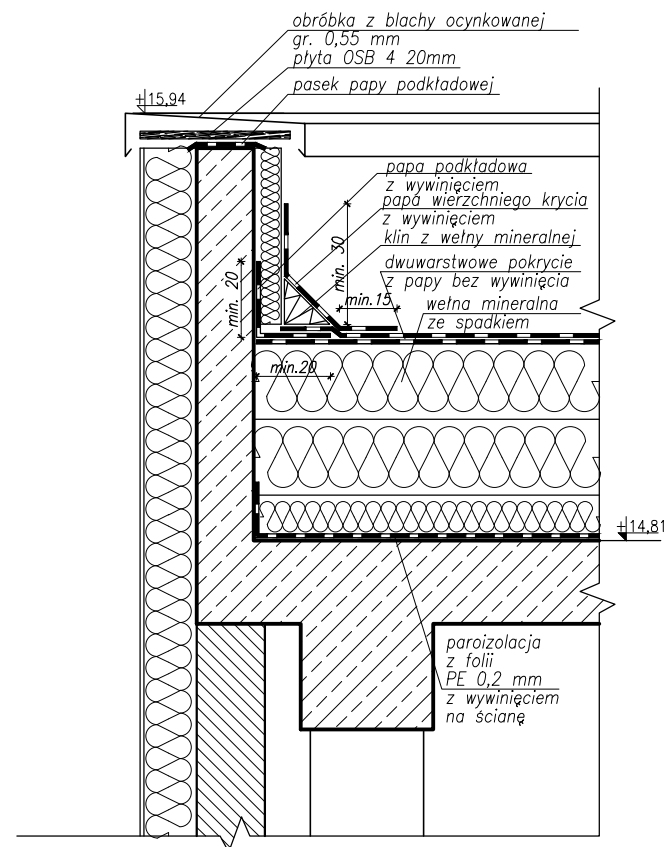 obróbka z blachy ocynkowanej
gr. 0,55 mm
płyta OSB 4 20mm
pasek papy podkładowej
+15,94
papa podkładowa
z wywinięciem
papa wierzchniego krycia
z wywinięciem
klin z wełny mineralnej
dwuwarstwowe pokrycie
z papy bez wywinięcia
wełna mineralna
ze spadkiem
min. 30
min. 20
min.15
min.20
+14,81
paroizolacja
z folii
PE 0,2 mm
z wywinięciem
na ścianę